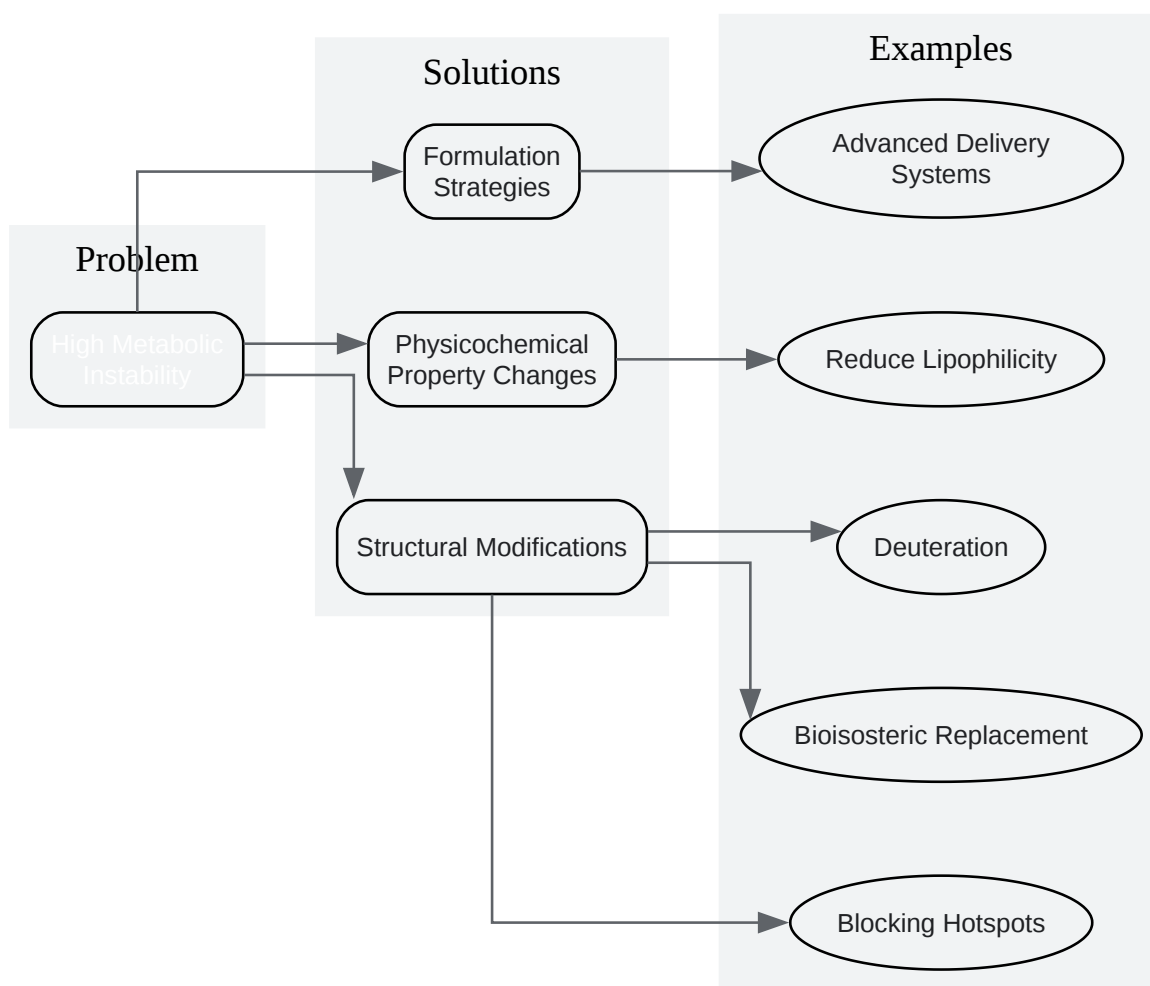 Problem
High Metabolic
Instability
Solutions
Formulation
Strategies
Physicochemical
Property Changes
Structural Modifications
Examples
Advanced Delivery
Systems
Reduce Lipophilicity
Deuteration
Bioisosteric Replacement
Blocking Hotspots